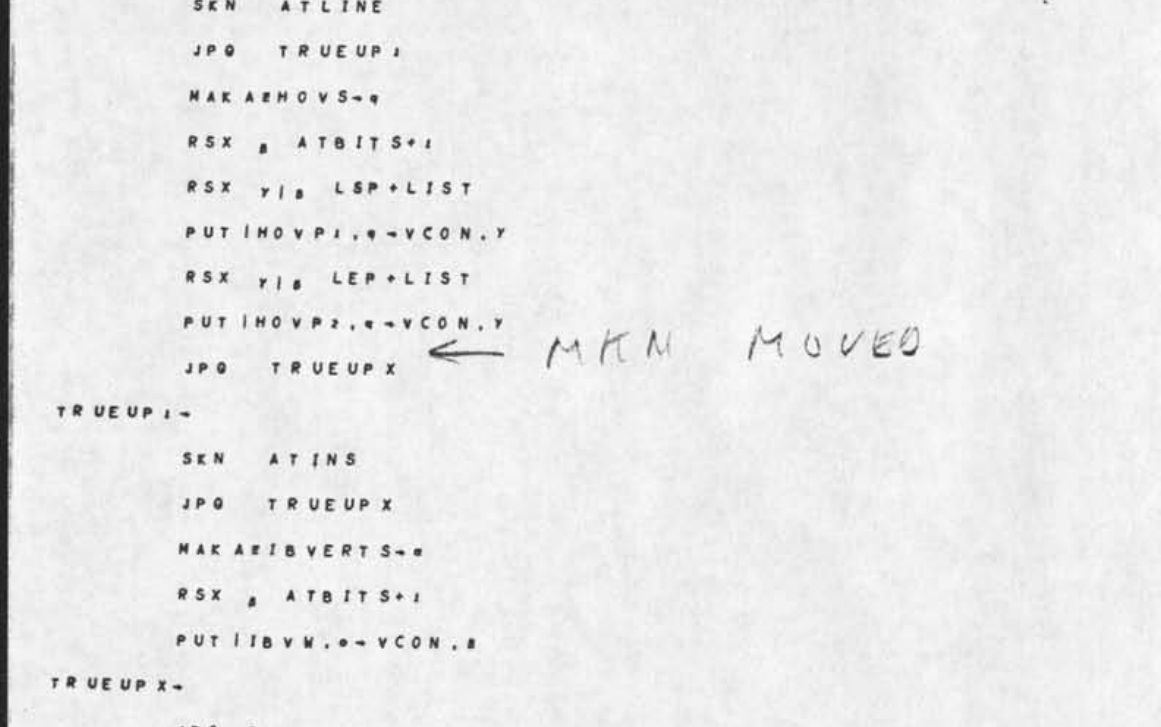 SKN ATLINE
JPQ TRUEUP₁
MAK A≡HOVS→α
RSX β ATBITS+1
RSX γ|β LSP+LIST
PUT |HOVP₁,α→VCON,γ
RSX γ|β LEP+LIST
PUT |HOVP₂,α→VCON,γ
JPQ TRUEUPX ← MKN MOVED
TRUEUP₁→
SKN ATINS
JPQ TRUEUPX
MAK A≡IBVERTS→α
RSX β ATBITS+1
PUT |IBVW,α→VCON,β
TRUEUPX→